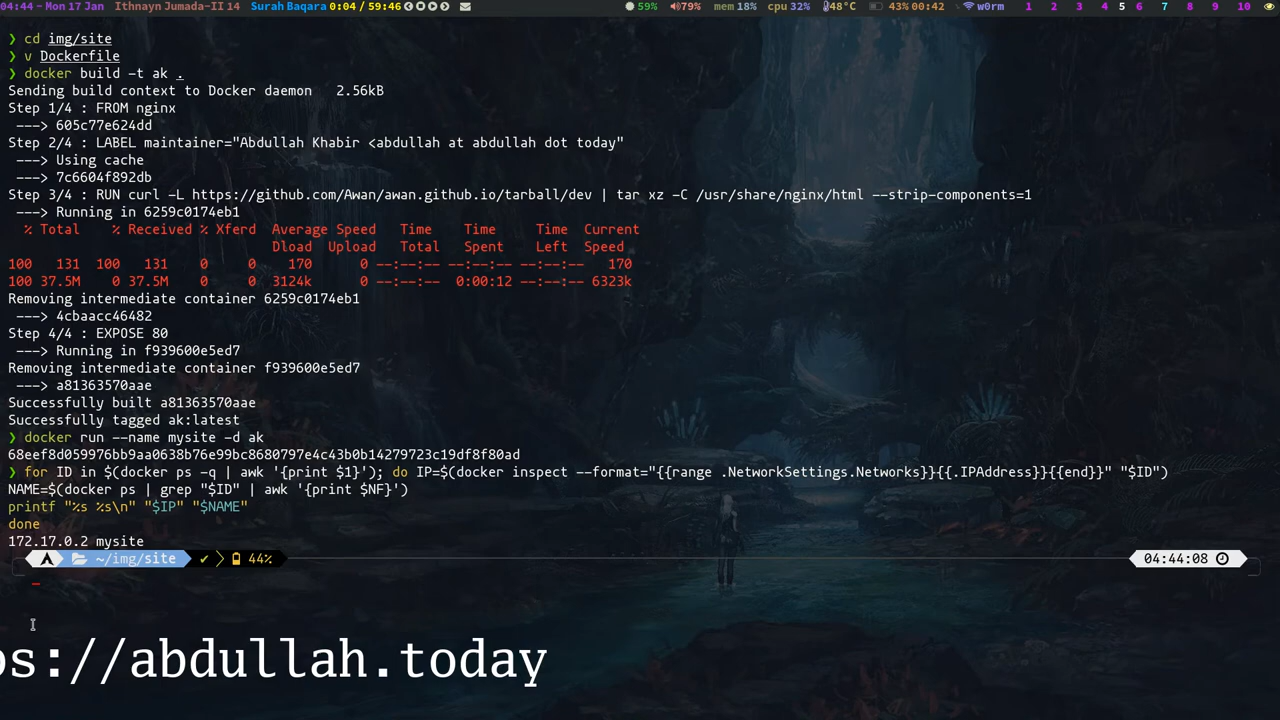 04:44 - Mon 17 Jan Ithnayn Jumada-II 14 Surah Baqara 0:04 / 59:46 59% 79% mem 18% cpu 32% 48°C 43% 00:42 w0rm 1 2 3 4 5 6 7 8 9 10
❯ cd img/site
❯ v Dockerfile
❯ docker build -t ak .
Sending build context to Docker daemon   2.56kB
Step 1/4 : FROM nginx
 ---> 605c77e624dd
Step 2/4 : LABEL maintainer="Abdullah Khabir <abdullah at abdullah dot today"
 ---> Using cache
 ---> 7c6604f892db
Step 3/4 : RUN curl -L https://github.com/Awan/awan.github.io/tarball/dev | tar xz -C /usr/share/nginx/html --strip-components=1
 ---> Running in 6259c0174eb1
  % Total    % Received % Xferd  Average Speed   Time    Time     Time  Current
                                 Dload  Upload   Total   Spent    Left  Speed
100   131  100   131    0     0    170      0 --:--:-- --:--:-- --:--:--   170
100 37.5M    0 37.5M    0     0  3124k      0 --:--:--  0:00:12 --:--:-- 6323k
Removing intermediate container 6259c0174eb1
 ---> 4cbaacc46482
Step 4/4 : EXPOSE 80
 ---> Running in f939600e5ed7
Removing intermediate container f939600e5ed7
 ---> a81363570aae
Successfully built a81363570aae
Successfully tagged ak:latest
❯ docker run --name mysite -d ak
68eef8d059976bb9aa0638b76e99bc8680797e4c43b0b14279723c19df8f80ad
❯ for ID in $(docker ps -q | awk '{print $1}'); do IP=$(docker inspect --format="{{range .NetworkSettings.Networks}}{{.IPAddress}}{{end}}" "$ID")
NAME=$(docker ps | grep "$ID" | awk '{print $NF}')
printf "%s %s\n" "$IP" "$NAME"
done
172.17.0.2 mysite
~/img/site ✔ 44% 04:44:08
ps://abdullah.today